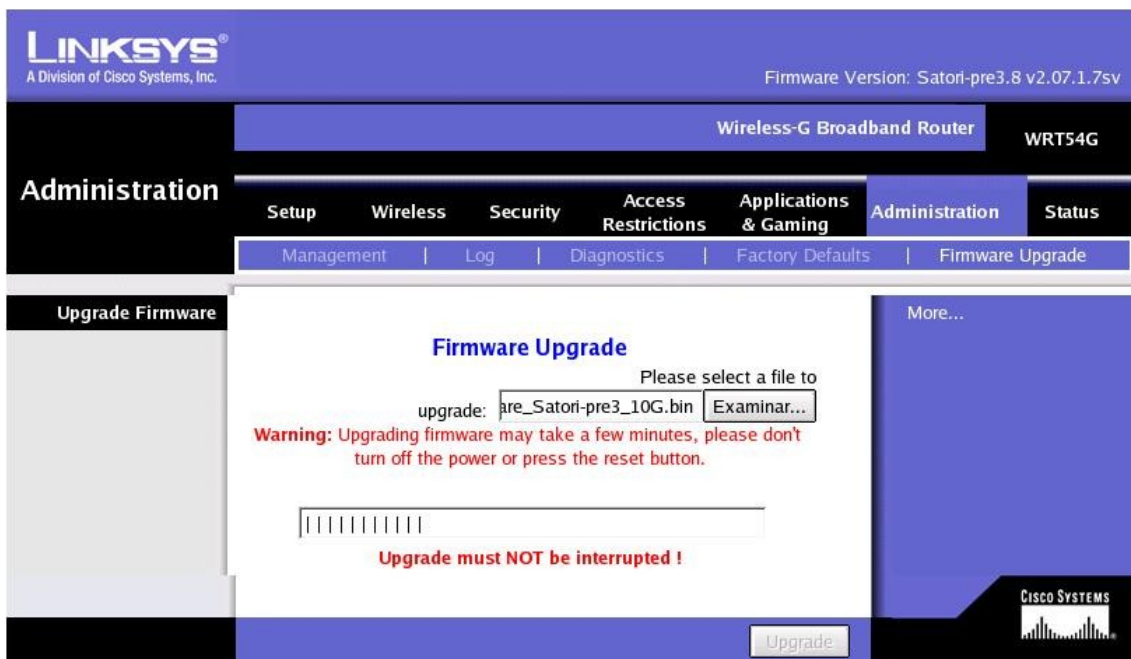 LINKSYS®
A Division of Cisco Systems, Inc.
Firmware Version: Satori-pre3.8 v2.07.1.7sv
Wireless-G Broadband Router
WRT54G
Administration
Setup Wireless Security Access Restrictions Applications & Gaming Administration Status
Management | Log | Diagnostics | Factory Defaults | Firmware Upgrade
Upgrade Firmware
More...
Firmware Upgrade
Please select a file to
upgrade: are_Satori-pre3_10G.bin Examinar...
Warning: Upgrading firmware may take a few minutes, please don't
turn off the power or press the reset button.
| | | | | | | | | | |
Upgrade must NOT be interrupted !
CISCO SYSTEMS
Upgrade